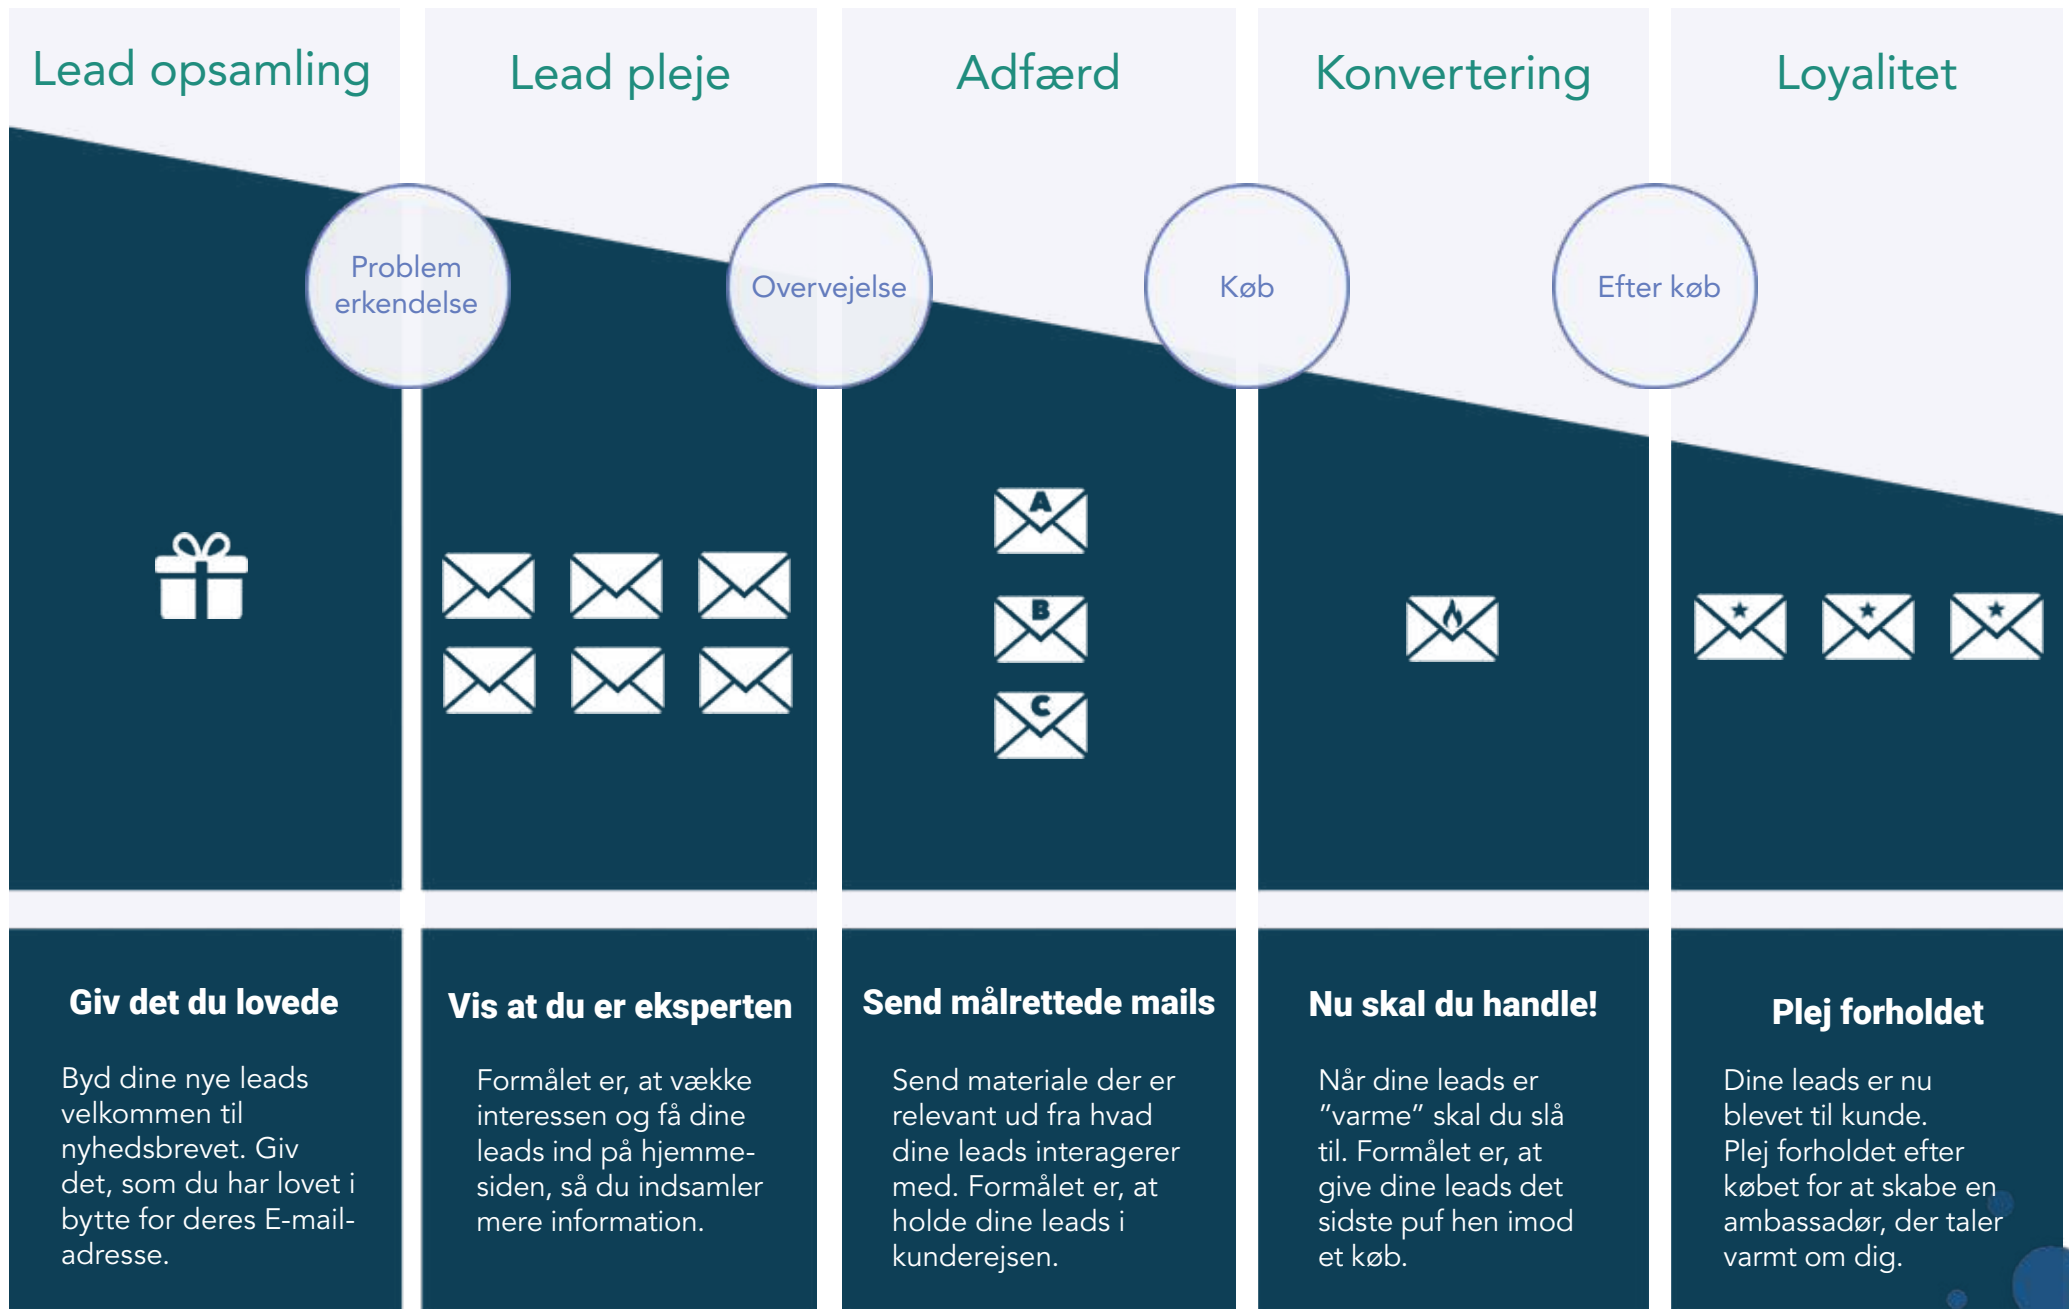 Lead opsamling
Lead pleje
Adfærd
Konvertering
Loyalitet
Problem
erkendelse
Overvejelse
Køb
Efter køb
A
B
C
Giv det du lovede
Byd dine nye leads
velkommen til
nyhedsbrevet. Giv
det, som du har lovet i
bytte for deres E-mail-
adresse.
Vis at du er eksperten
Formålet er, at vække
interessen og få dine
leads ind på hjemme-
siden, så du indsamler
mere information.
Send målrettede mails
Send materiale der er
relevant ud fra hvad
dine leads interagerer
med. Formålet er, at
holde dine leads i
kunderejsen.
Nu skal du handle!
Når dine leads er
”varme” skal du slå
til. Formålet er, at
give dine leads det
sidste puf hen imod
et køb.
Plej forholdet
Dine leads er nu
blevet til kunde.
Plej forholdet efter
købet for at skabe en
ambassadør, der taler
varmt om dig.